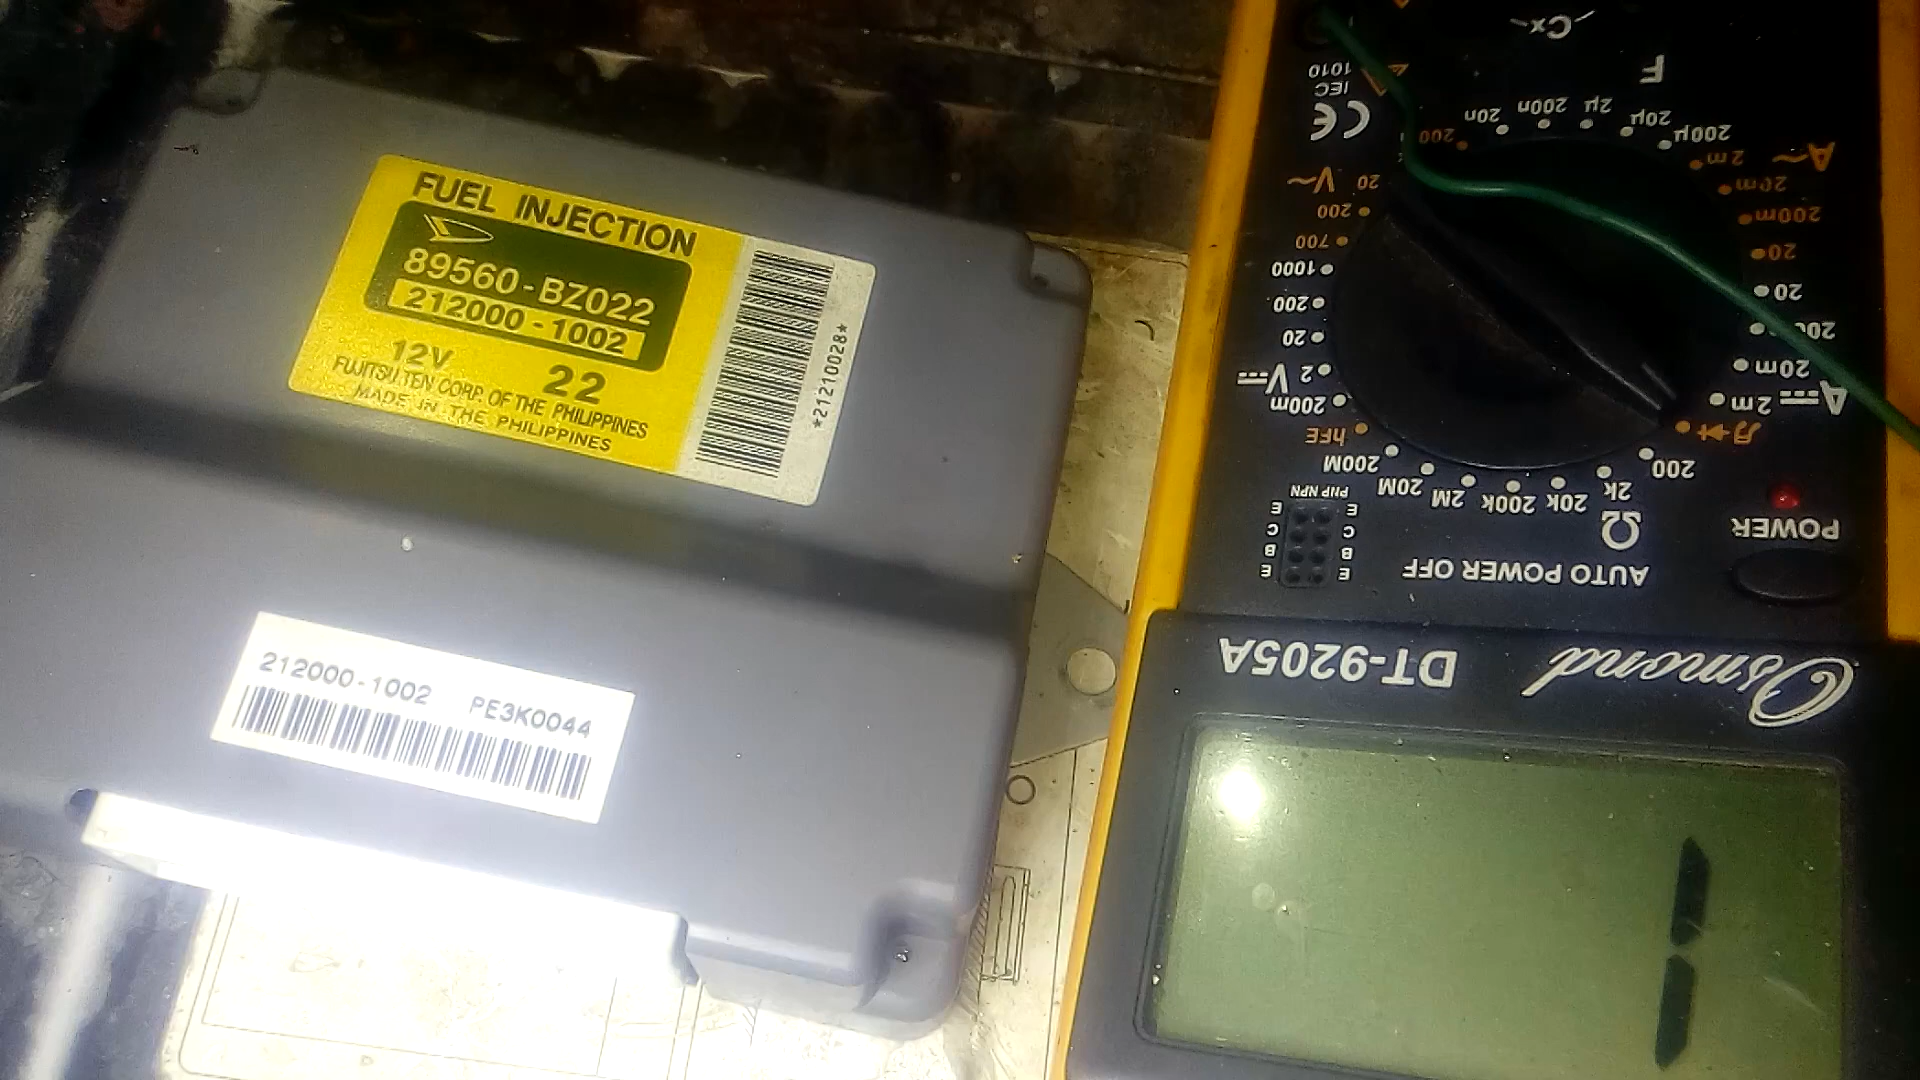 FUEL INJECTION
89560-BZ022
212000-1002
12V 22
FUJITSU TEN CORP. OF THE PHILIPPINES
MADE IN THE PHILIPPINES
*21210028*
212000-1002 PE3K0044
Osmond DT-9205A
POWER
AUTO POWER OFF
Ω
200
2k
20k
200k
2M
20M
200M
PNP NPN
E E
B B
C C
E E
hFE
200m
2 V
20
200
1000
700
200
20 V~
200
20n
200n
2µ
20µ
200µ
F
Cx
2m A~
20m
200m
20
20
20m
2m A
CE
IEC
1010